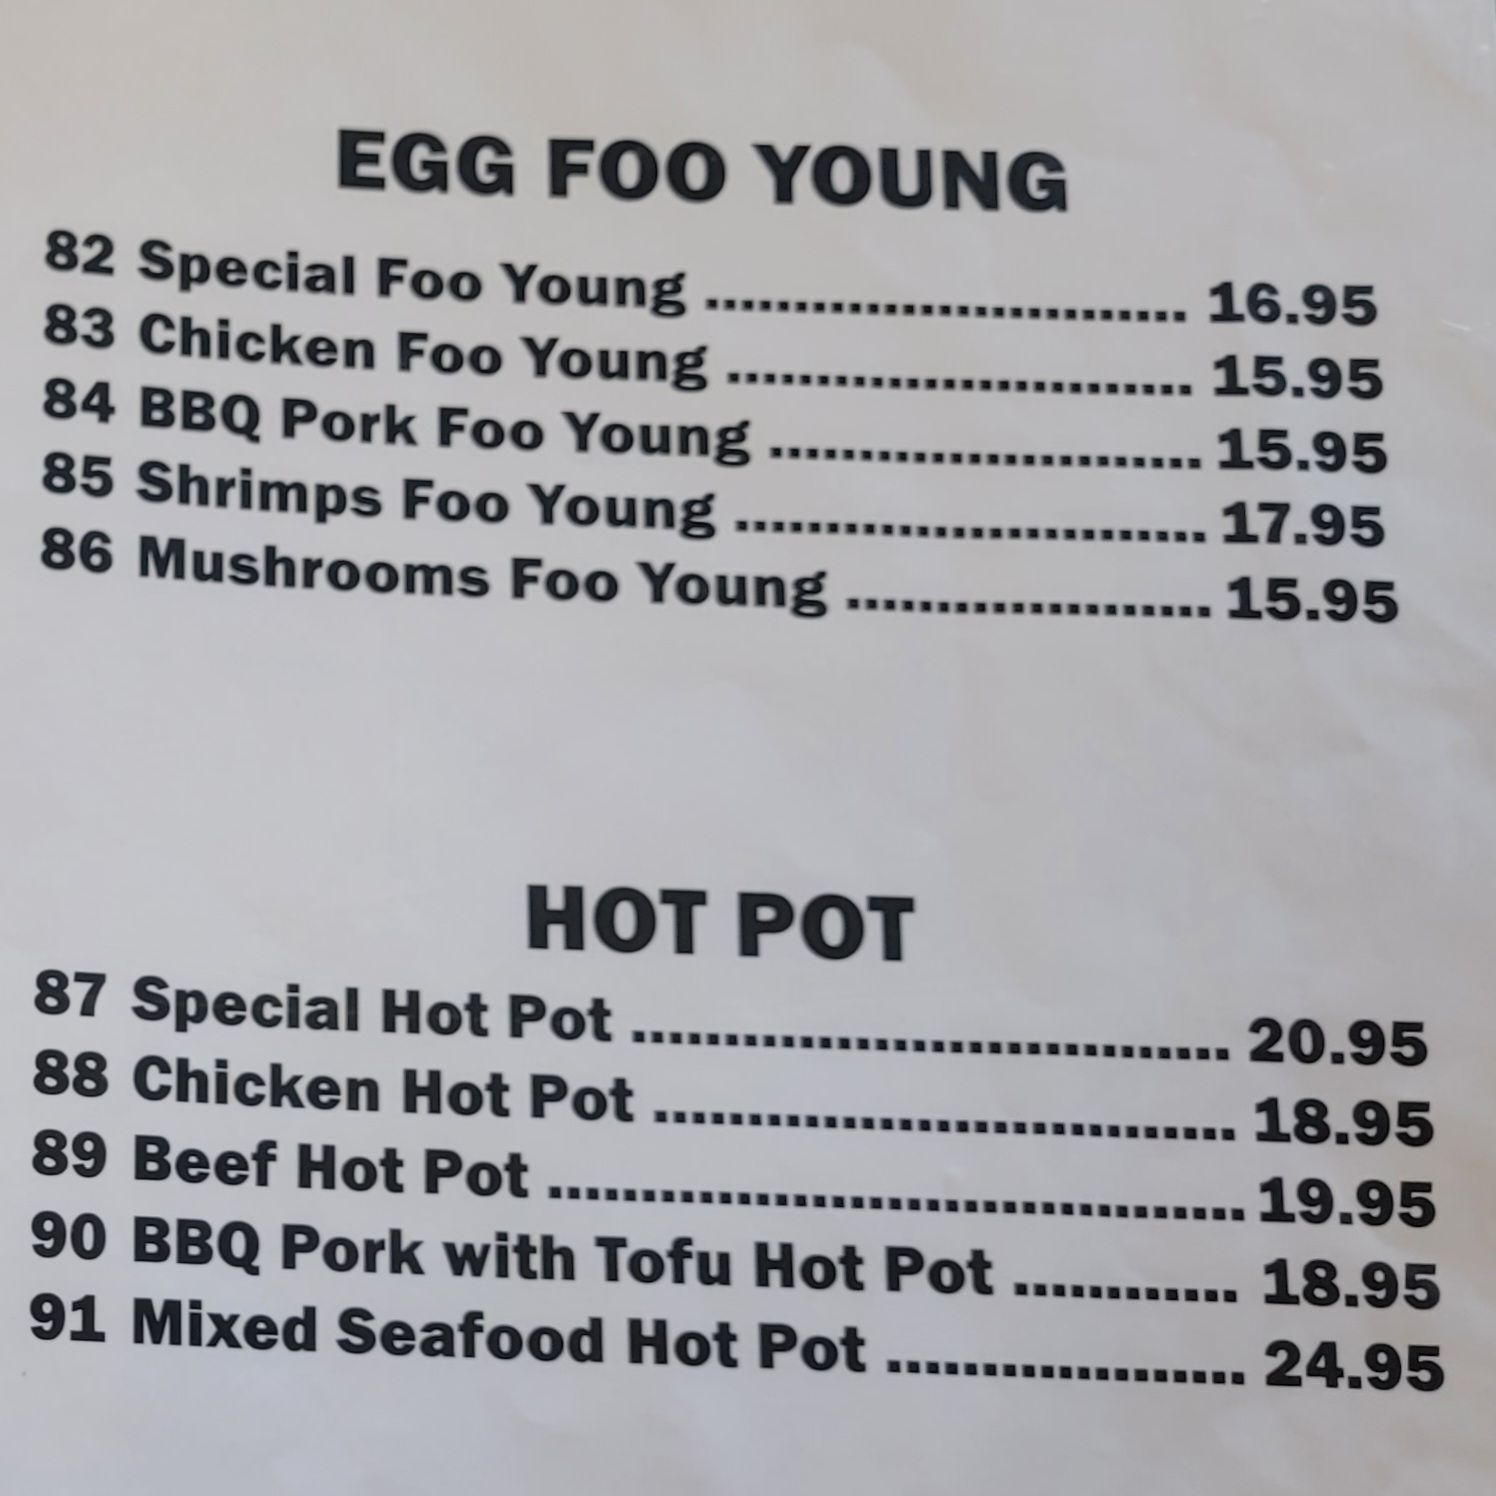 EGG FOO YOUNG
82 Special Foo Young ........................... 16.95
83 Chicken Foo Young .......................... 15.95
84 BBQ Pork Foo Young ........................ 15.95
85 Shrimps Foo Young .......................... 17.95
86 Mushrooms Foo Young .................... 15.95
HOT POT
87 Special Hot Pot ................................ 20.95
88 Chicken Hot Pot ............................... 18.95
89 Beef Hot Pot ..................................... 19.95
90 BBQ Pork with Tofu Hot Pot ............ 18.95
91 Mixed Seafood Hot Pot ................... 24.95